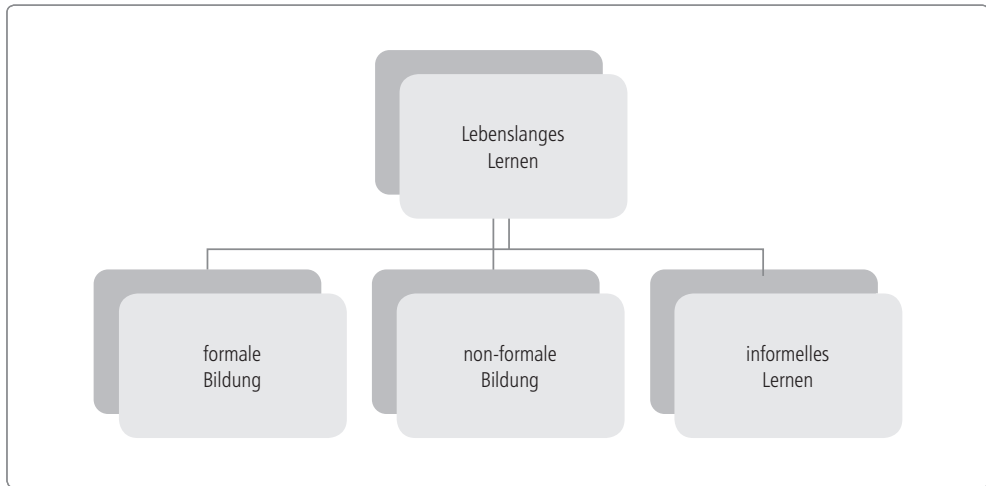 Lebenslanges
Lernen
formale
Bildung
non-formale
Bildung
informelles
Lernen